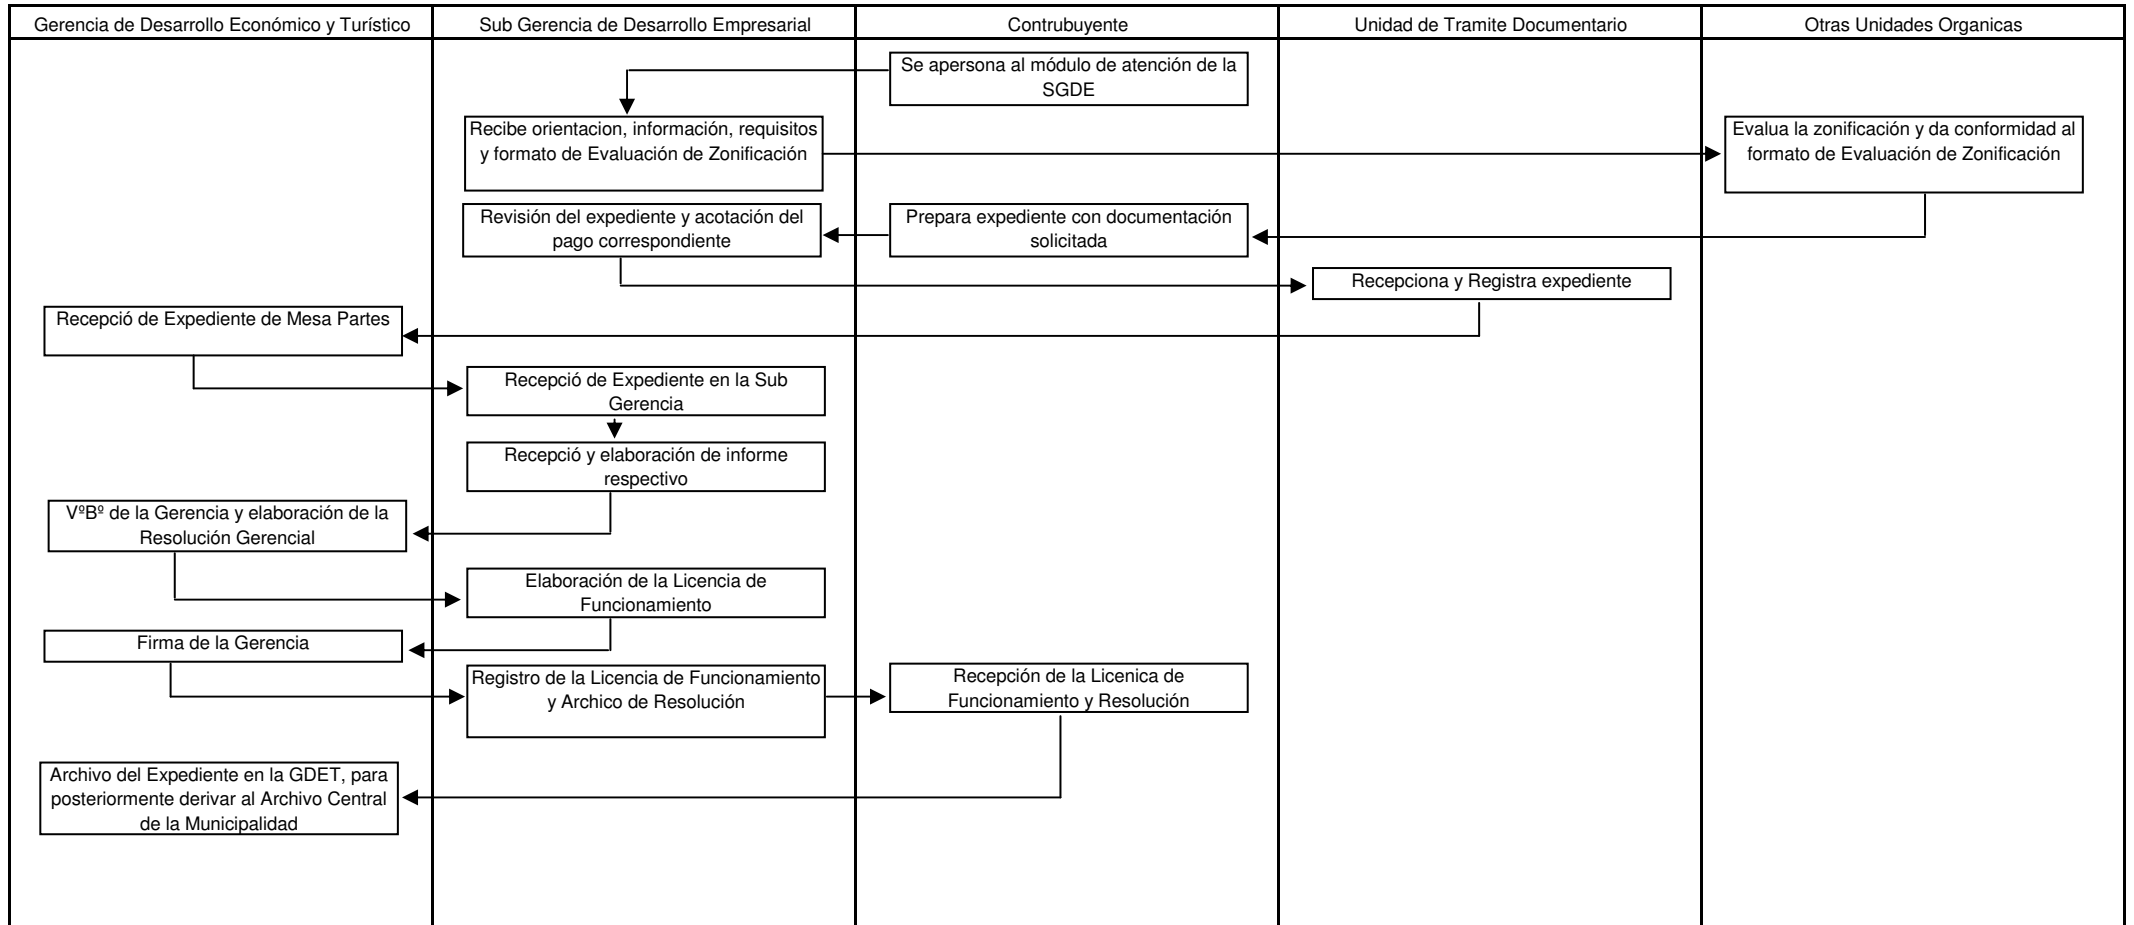 Gerencia de Desarrollo Económico y Turístico
Sub Gerencia de Desarrollo Empresarial
Contrubuyente
Unidad de Tramite Documentario
Otras Unidades Organicas
Se apersona al módulo de atención de la
SGDE
Recibe orientacion, información, requisitos
y formato de Evaluación de Zonificación
Evalua la zonificación y da conformidad al
formato de Evaluación de Zonificación
Revisión del expediente y acotación del
pago correspondiente
Prepara expediente con documentación
solicitada
Recepciona y Registra expediente
Recepció de Expediente de Mesa Partes
Recepció de Expediente en la Sub
Gerencia
Recepció y elaboración de informe
respectivo
VºBº de la Gerencia y elaboración de la
Resolución Gerencial
Elaboración de la Licencia de
Funcionamiento
Firma de la Gerencia
Registro de la Licencia de Funcionamiento
y Archico de Resolución
Recepción de la Licenica de
Funcionamiento y Resolución
Archivo del Expediente en la GDET, para
posteriormente derivar al Archivo Central
de la Municipalidad